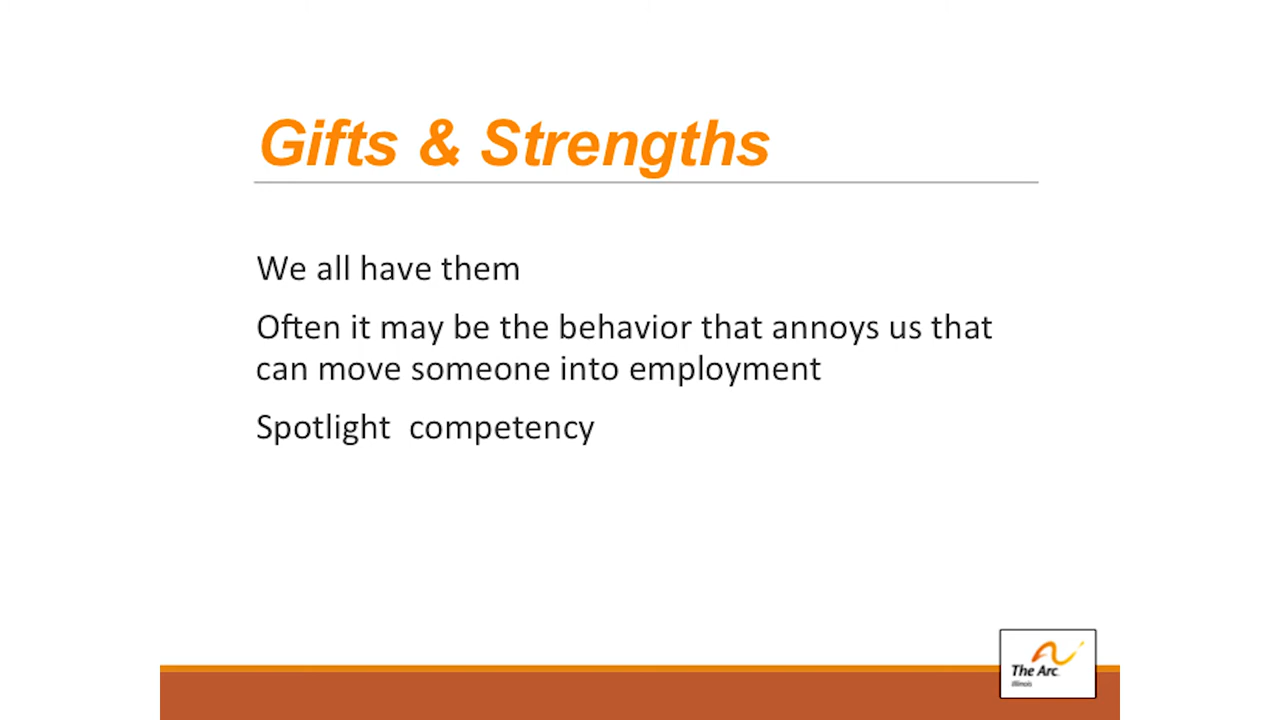 Gifts & Strengths
We all have them
Often it may be the behavior that annoys us that
can move someone into employment
Spotlight  competency
The Arc
Illinois